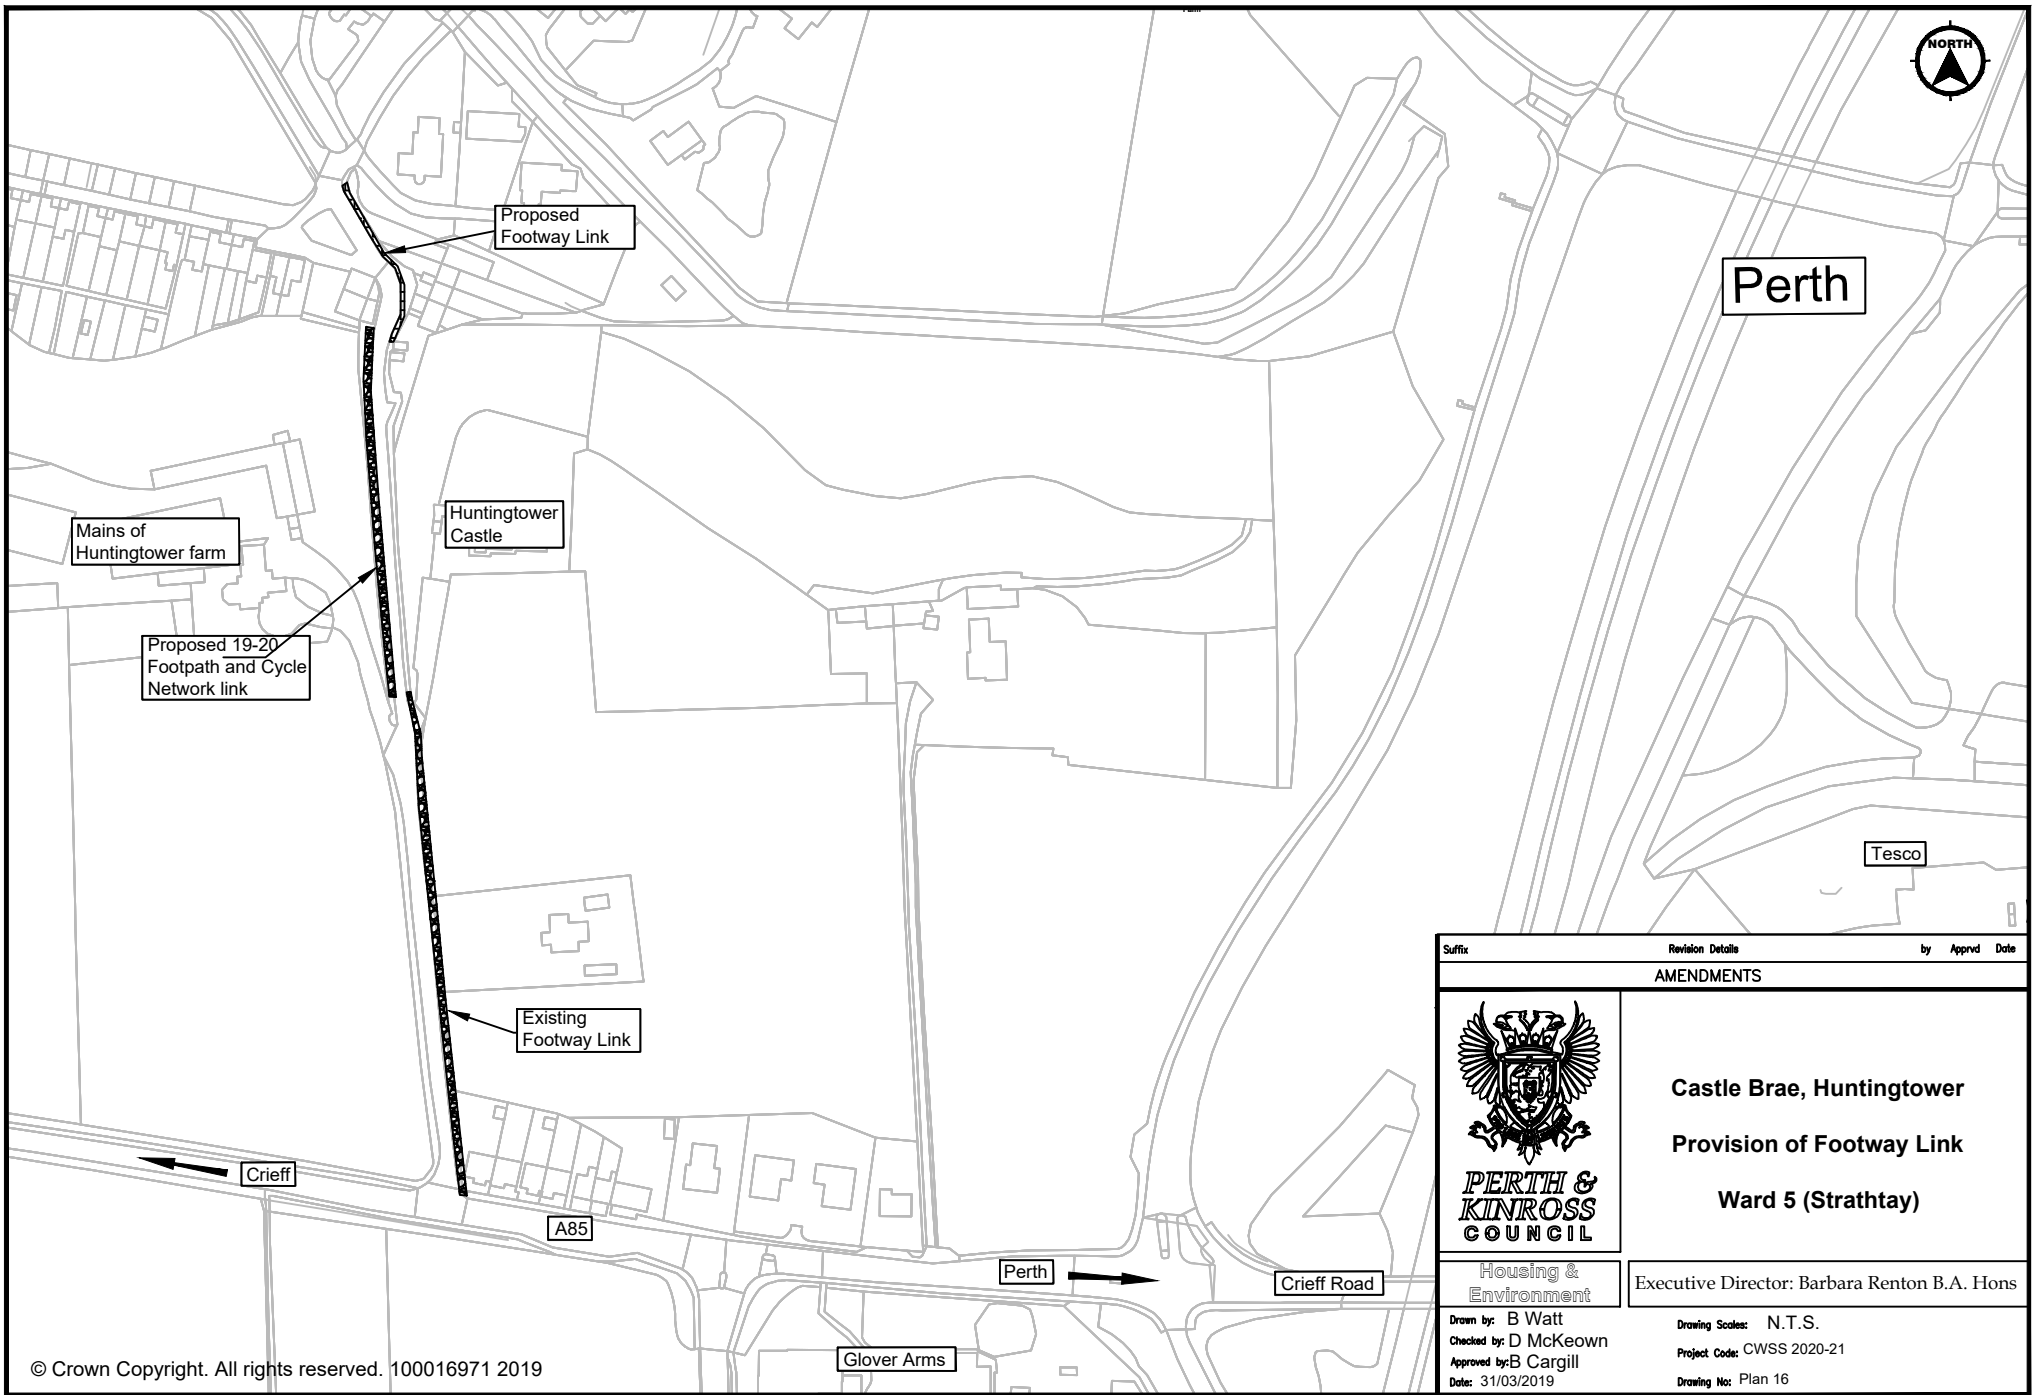 NORTH
Proposed
Footway Link
Perth
Huntingtower
Castle
Mains of
Huntingtower farm
Proposed 19-20
Footpath and Cycle
Network link
Tesco
Existing
Footway Link
Crieff
A85
Perth
Crieff Road
Glover Arms
© Crown Copyright. All rights reserved. 100016971 2019
Suffix Revision Details by Apprvd Date
AMENDMENTS
PERTH &
KINROSS
COUNCIL
Castle Brae, Huntingtower
Provision of Footway Link
Ward 5 (Strathtay)
Housing &
Environment
Executive Director: Barbara Renton B.A. Hons
Drawn by: B Watt
Checked by: D McKeown
Approved by: B Cargill
Date: 31/03/2019
Drawing Scales: N.T.S.
Project Code: CWSS 2020-21
Drawing No: Plan 16